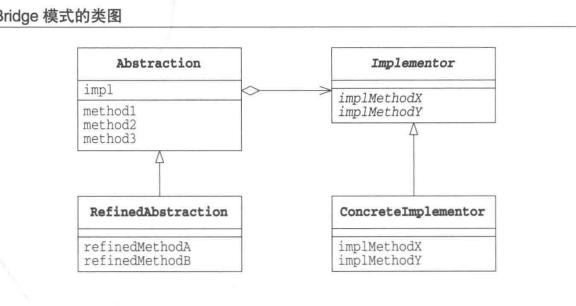 Bridge 模式的类图
Abstraction
impl
method1
method2
method3
Implementor
implMethodX
implMethodY
RefinedAbstraction
refinedMethodA
refinedMethodB
ConcreteImplementor
implMethodX
implMethodY